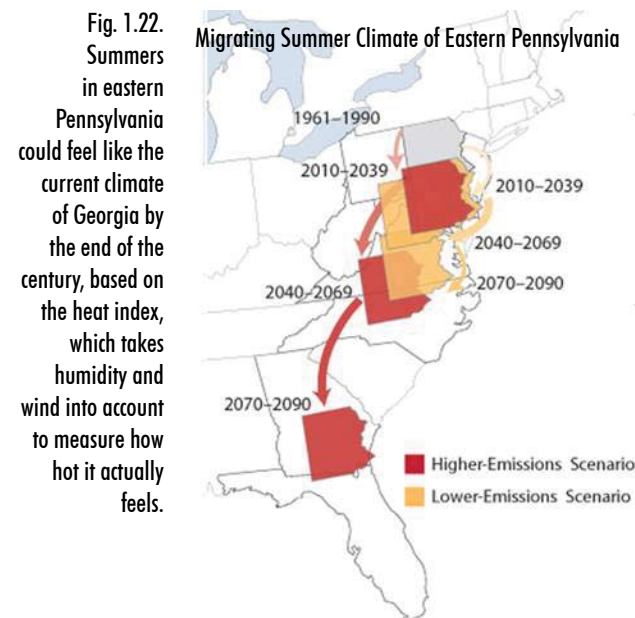 Fig. 1.22.
Summers
in eastern
Pennsylvania
could feel like the
current climate
of Georgia by
the end of the
century, based on
the heat index,
which takes
humidity and
wind into account
to measure how
hot it actually
feels.
Migrating Summer Climate of Eastern Pennsylvania
1961–1990
2010–2039
2010–2039
2040–2069
2070–2090
2040–2069
2070–2090
Higher-Emissions Scenario
Lower-Emissions Scenario